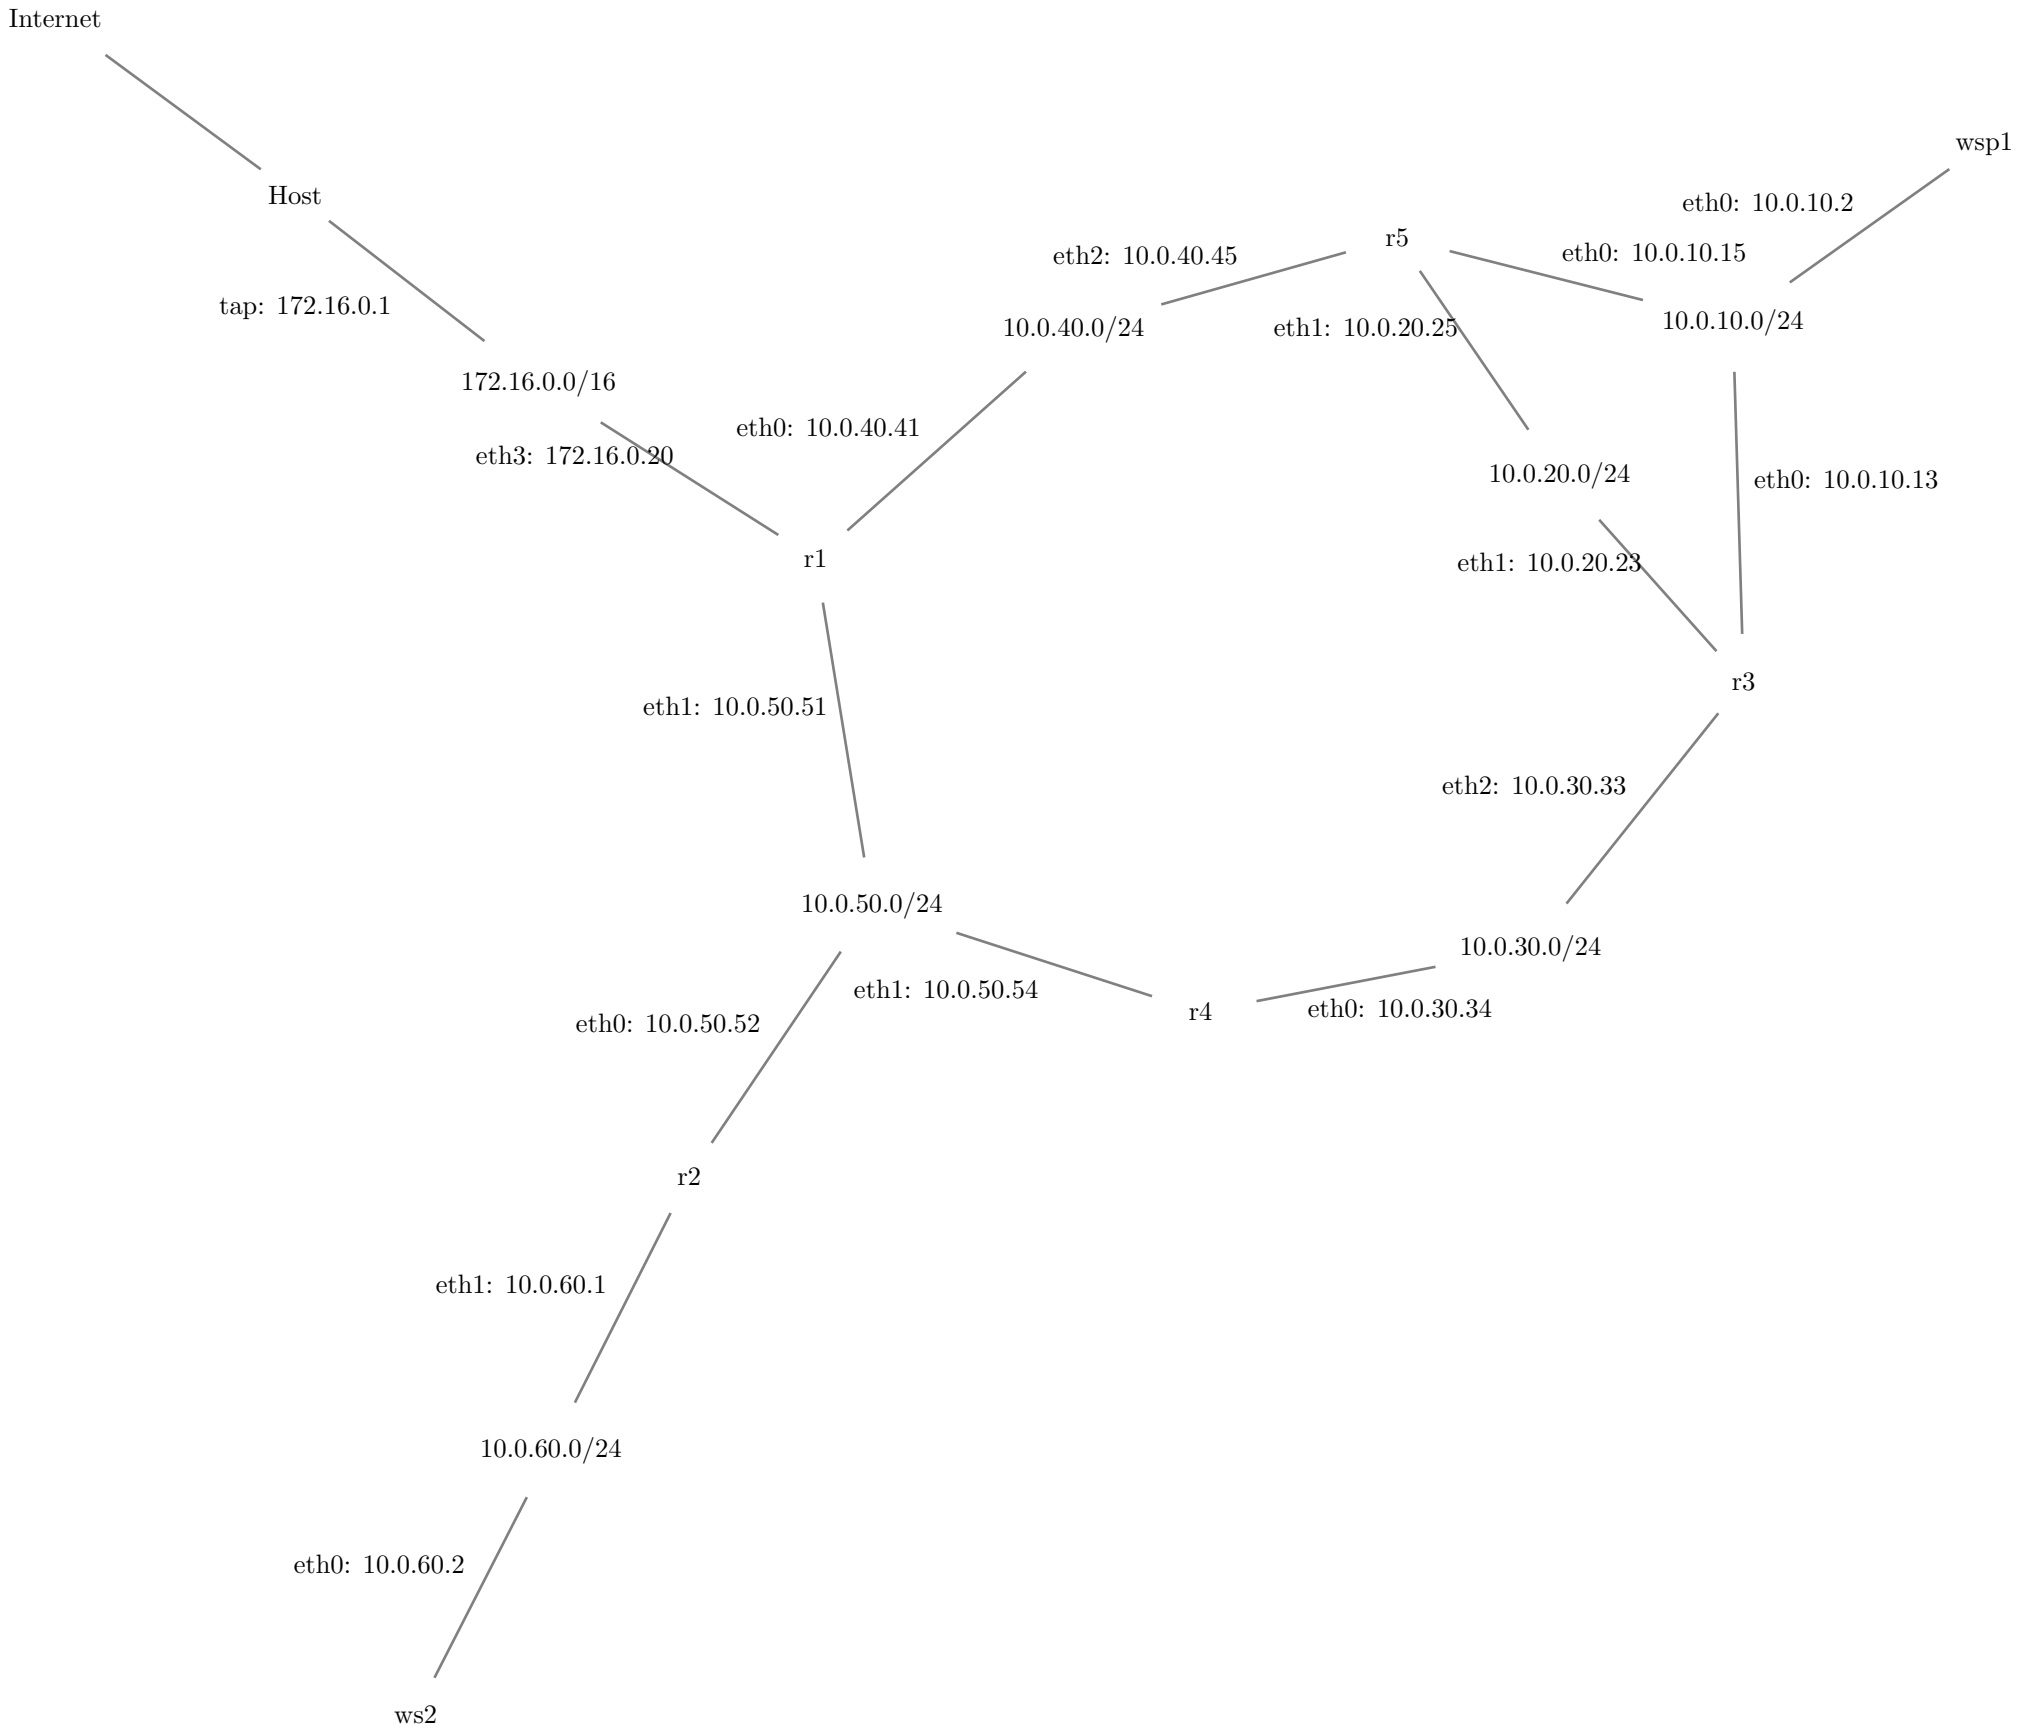 Internet
wsp1
Host
eth0: 10.0.10.2
r5
eth2: 10.0.40.45
eth0: 10.0.10.15
tap: 172.16.0.1
10.0.40.0/24
eth1: 10.0.20.25
10.0.10.0/24
172.16.0.0/16
eth0: 10.0.40.41
eth3: 172.16.0.20
10.0.20.0/24
eth0: 10.0.10.13
r1
eth1: 10.0.20.23
r3
eth1: 10.0.50.51
eth2: 10.0.30.33
10.0.50.0/24
10.0.30.0/24
eth1: 10.0.50.54
r4
eth0: 10.0.30.34
eth0: 10.0.50.52
r2
eth1: 10.0.60.1
10.0.60.0/24
eth0: 10.0.60.2
ws2